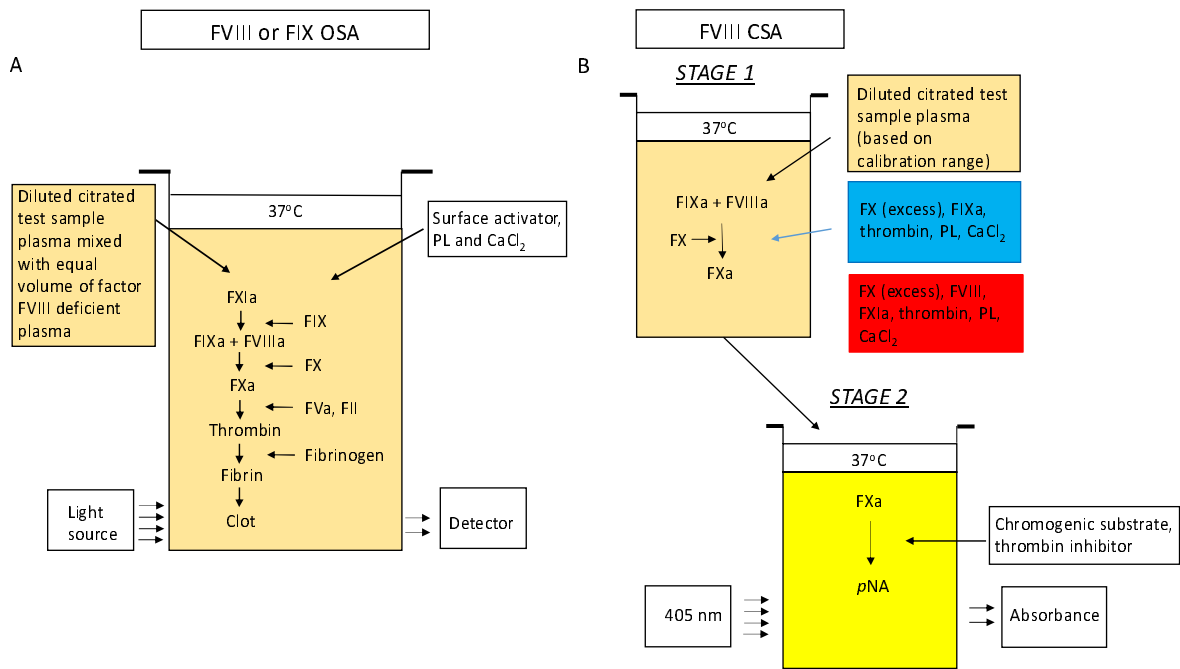 FVIII or FIX OSA
A
Diluted citrated
test sample
plasma mixed
with equal
volume of factor
FVIII deficient
plasma
37°C
Surface activator,
PL and CaCl₂
FXIa
FIX
FIXa + FVIIIa
FX
FXa
FVa, FII
Thrombin
Fibrinogen
Fibrin
Clot
Light
source
Detector
FVIII CSA
B
STAGE 1
37°C
Diluted citrated test
sample plasma
(based on
calibration range)
FIXa + FVIIIa
FX
FXa
FX (excess), FIXa,
thrombin, PL, CaCl₂
FX (excess), FVIII,
FXIa, thrombin, PL,
CaCl₂
STAGE 2
37°C
FXa
Chromogenic substrate,
thrombin inhibitor
pNA
405 nm
Absorbance